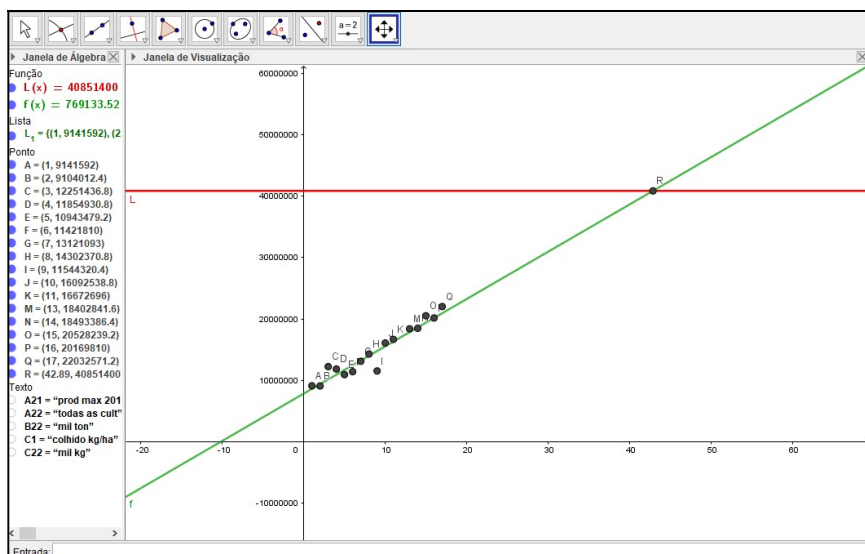 a = 2
Janela de Álgebra
Janela de Visualização
Função
L(x) = 40851400
f(x) = 769133.52
Lista
L1 = {(1, 9141592), (2
Ponto
A = (1, 9141592)
B = (2, 9104012.4)
C = (3, 12251436.8)
D = (4, 11854930.8)
E = (5, 10943479.2)
F = (6, 11421810)
G = (7, 13121093)
H = (8, 14302370.8)
I = (9, 11544320.4)
J = (10, 16092538.8)
K = (11, 16672696)
M = (13, 18402841.6)
N = (14, 18493386.4)
O = (15, 20528239.2)
P = (16, 20169810)
Q = (17, 22032571.2)
R = (42.89, 40851400
Texto
A21 = “prod max 201
A22 = “todas as cult”
B22 = “mil ton”
C1 = “colhido kg/ha”
C22 = “mil kg”
Entrada:
60000000
50000000
40000000
30000000
20000000
10000000
0
-10000000
-20
-10
0
10
20
30
40
50
60
L
R
Q
O
M
K
J
H
I
C
D
E
A
B
G
f